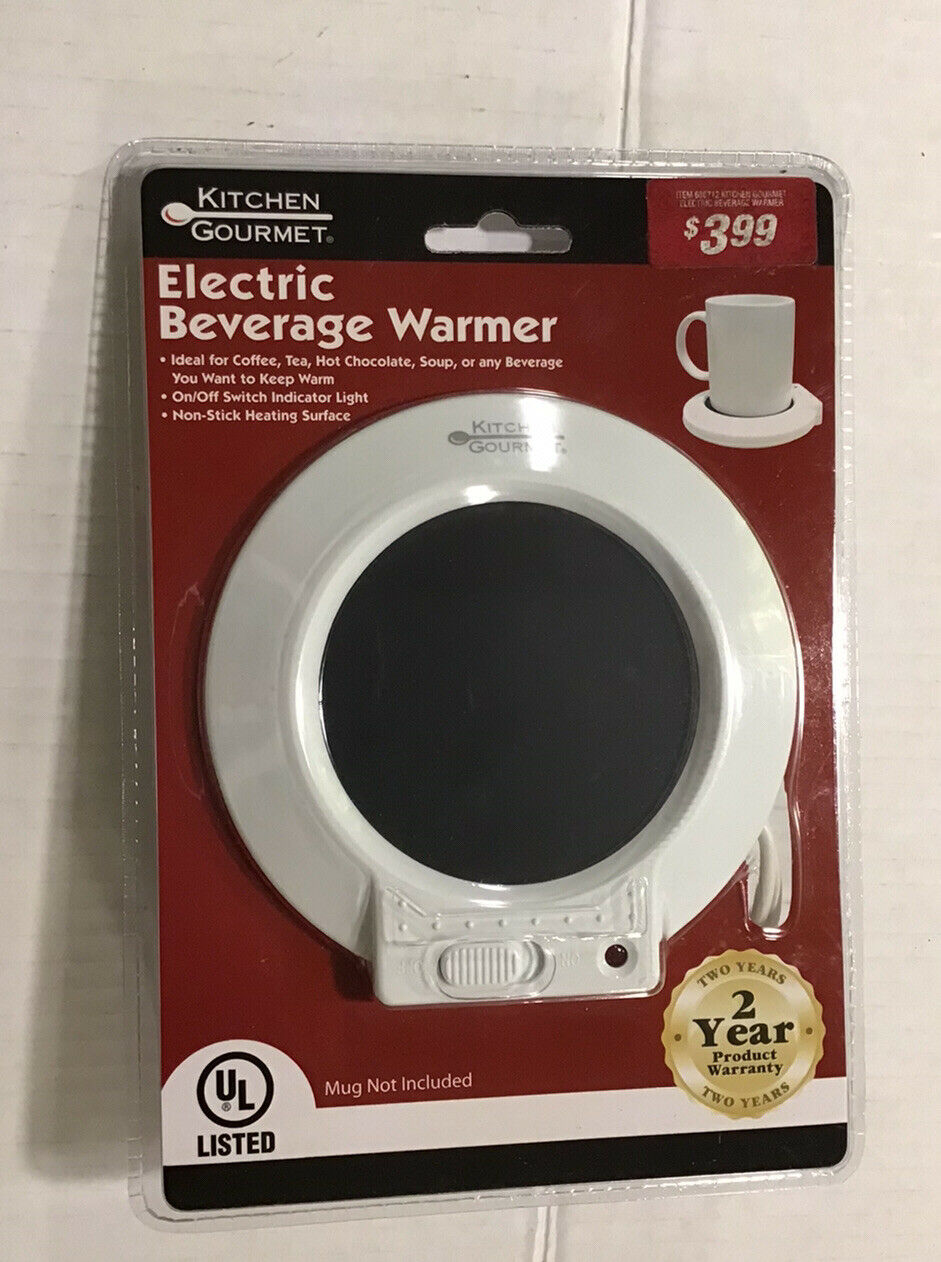 KITCHEN
GOURMET®
ITEM KITCHEN GOURMET
ELECTRIC BEVERAGE WARMER
$399
Electric
Beverage Warmer
• Ideal for Coffee, Tea, Hot Chocolate, Soup, or any Beverage
You Want to Keep Warm
• On/Off Switch Indicator Light
• Non-Stick Heating Surface
KITCHEN
GOURMET®
ON
TWO YEARS
2
Year
Product
Warranty
TWO YEARS
UL
®
LISTED
Mug Not Included